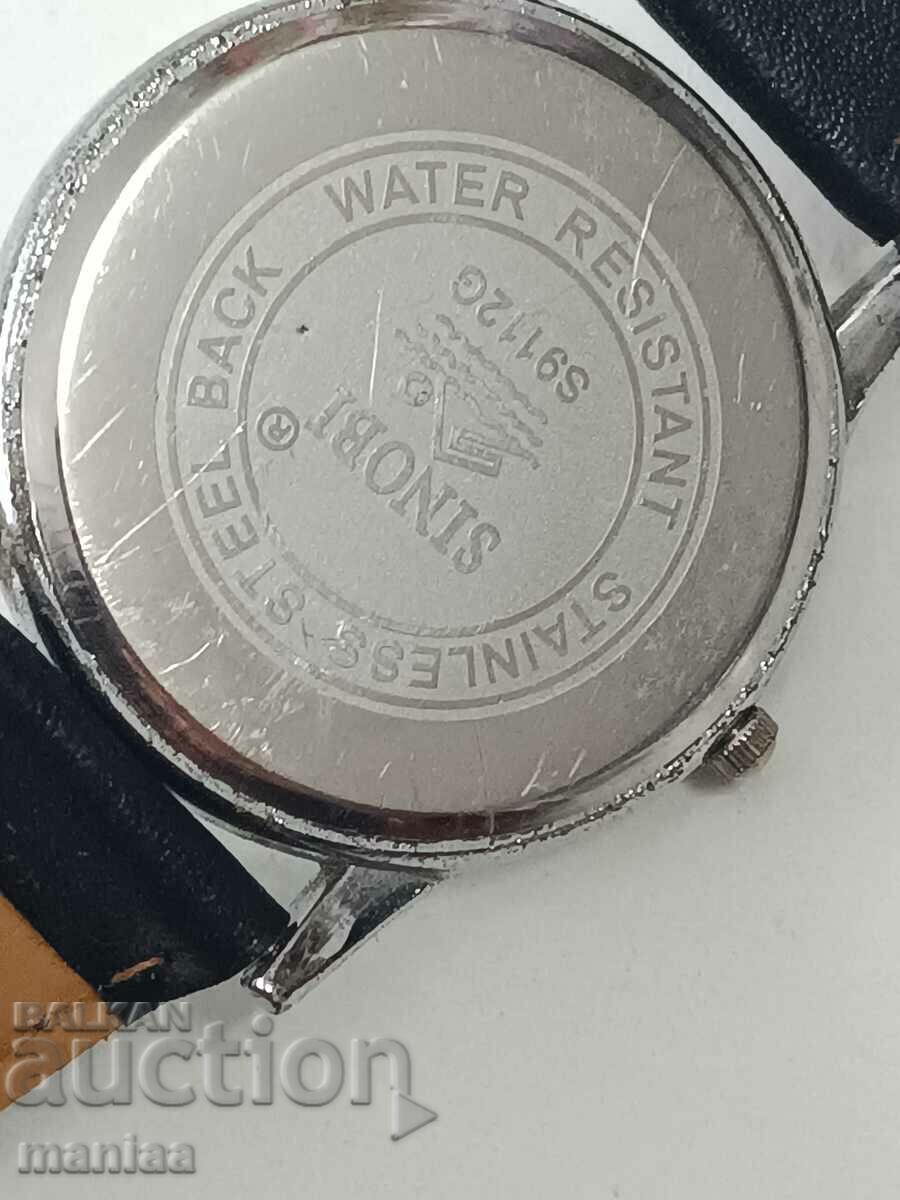 WATER RESISTANT
STAINLESS STEEL BACK
S9112G
SINOBI
®
BALKAN
auction
maniaa